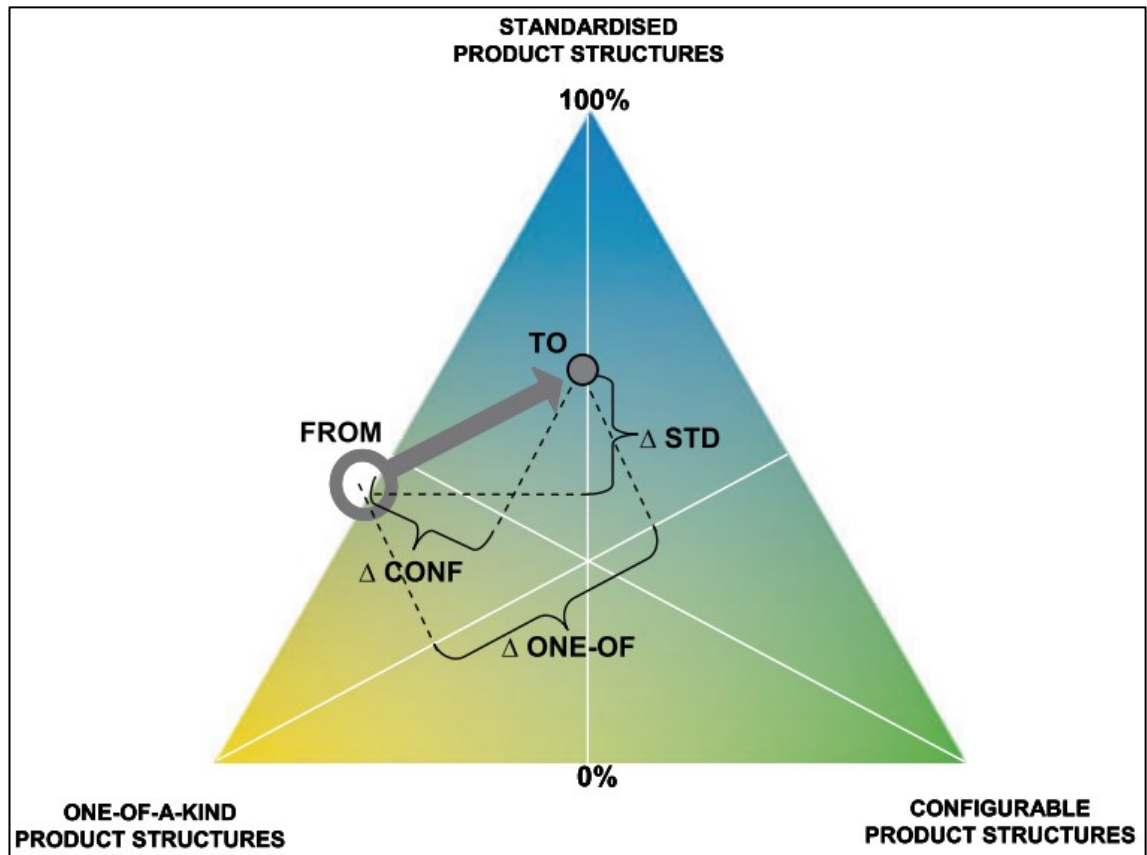 STANDARDISED
PRODUCT STRUCTURES
100%
TO
FROM
Δ STD
Δ CONF
Δ ONE-OF
0%
ONE-OF-A-KIND
PRODUCT STRUCTURES
CONFIGURABLE
PRODUCT STRUCTURES